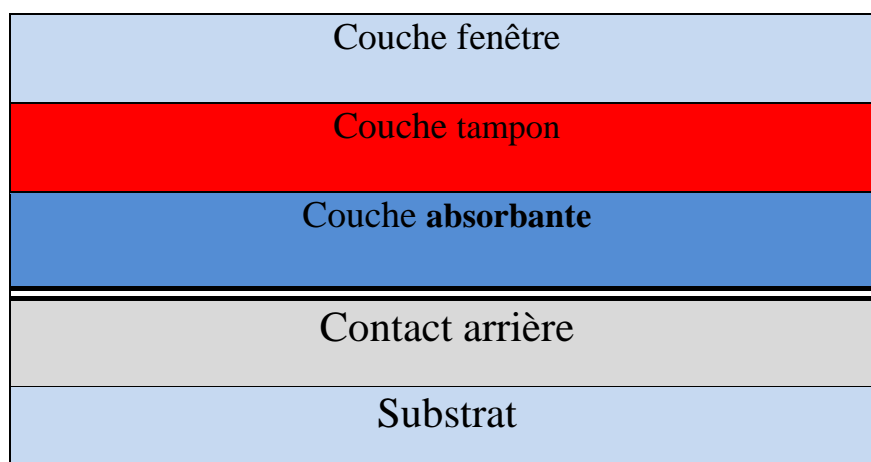 Couche fenêtre
Couche tampon
Couche absorbante
Contact arrière
Substrat